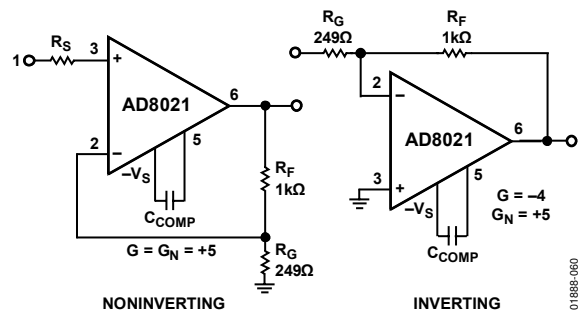 1
RS
3
+
AD8021
6
2
–
5
–VS
CCOMP
RF
1kΩ
G = GN = +5
RG
249Ω
NONINVERTING
RG
249Ω
RF
1kΩ
2
–
AD8021
6
3
+
5
–VS
CCOMP
G = –4
GN = +5
INVERTING
01888-060